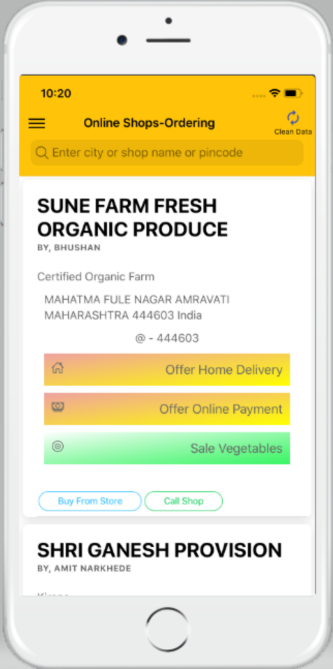 10:20
Online Shops-Ordering
Clean Data
Enter city or shop name or pincode
SUNE FARM FRESH
ORGANIC PRODUCE
BY, BHUSHAN
Certified Organic Farm
MAHATMA FULE NAGAR AMRAVATI
MAHARASHTRA 444603 India
@ - 444603
Offer Home Delivery
Offer Online Payment
Sale Vegetables
Buy From Store
Call Shop
SHRI GANESH PROVISION
BY, AMIT NARKHEDE